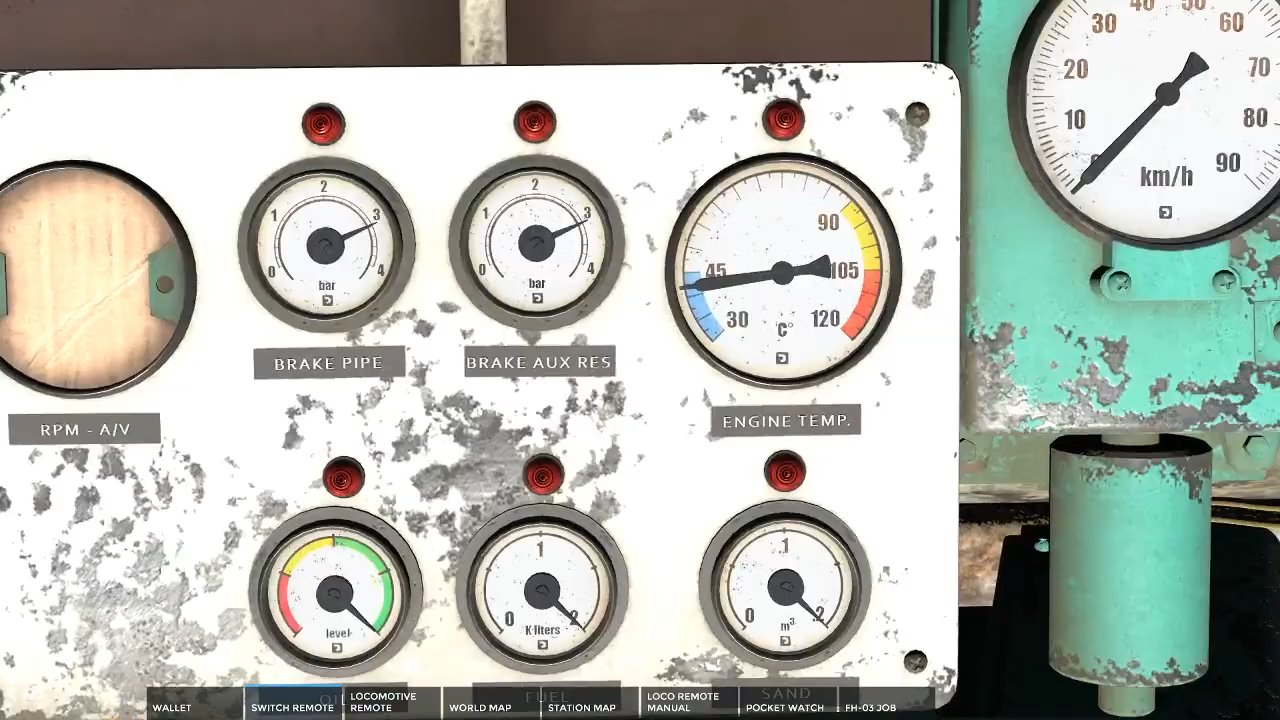 40 50
30 60
20 70
10 80
90
km/h
2
1 3
0 4
bar
2
1 3
0 4
bar
90
45 105
30 120
C°
BRAKE PIPE
BRAKE AUX RES
ENGINE TEMP.
RPM - A/V
level
1
0 2
K liters
1
0 2
m³
OIL
FUEL
SAND
WALLET
SWITCH REMOTE
LOCOMOTIVE
REMOTE
WORLD MAP
STATION MAP
LOCO REMOTE
MANUAL
POCKET WATCH
FH-03 JOB